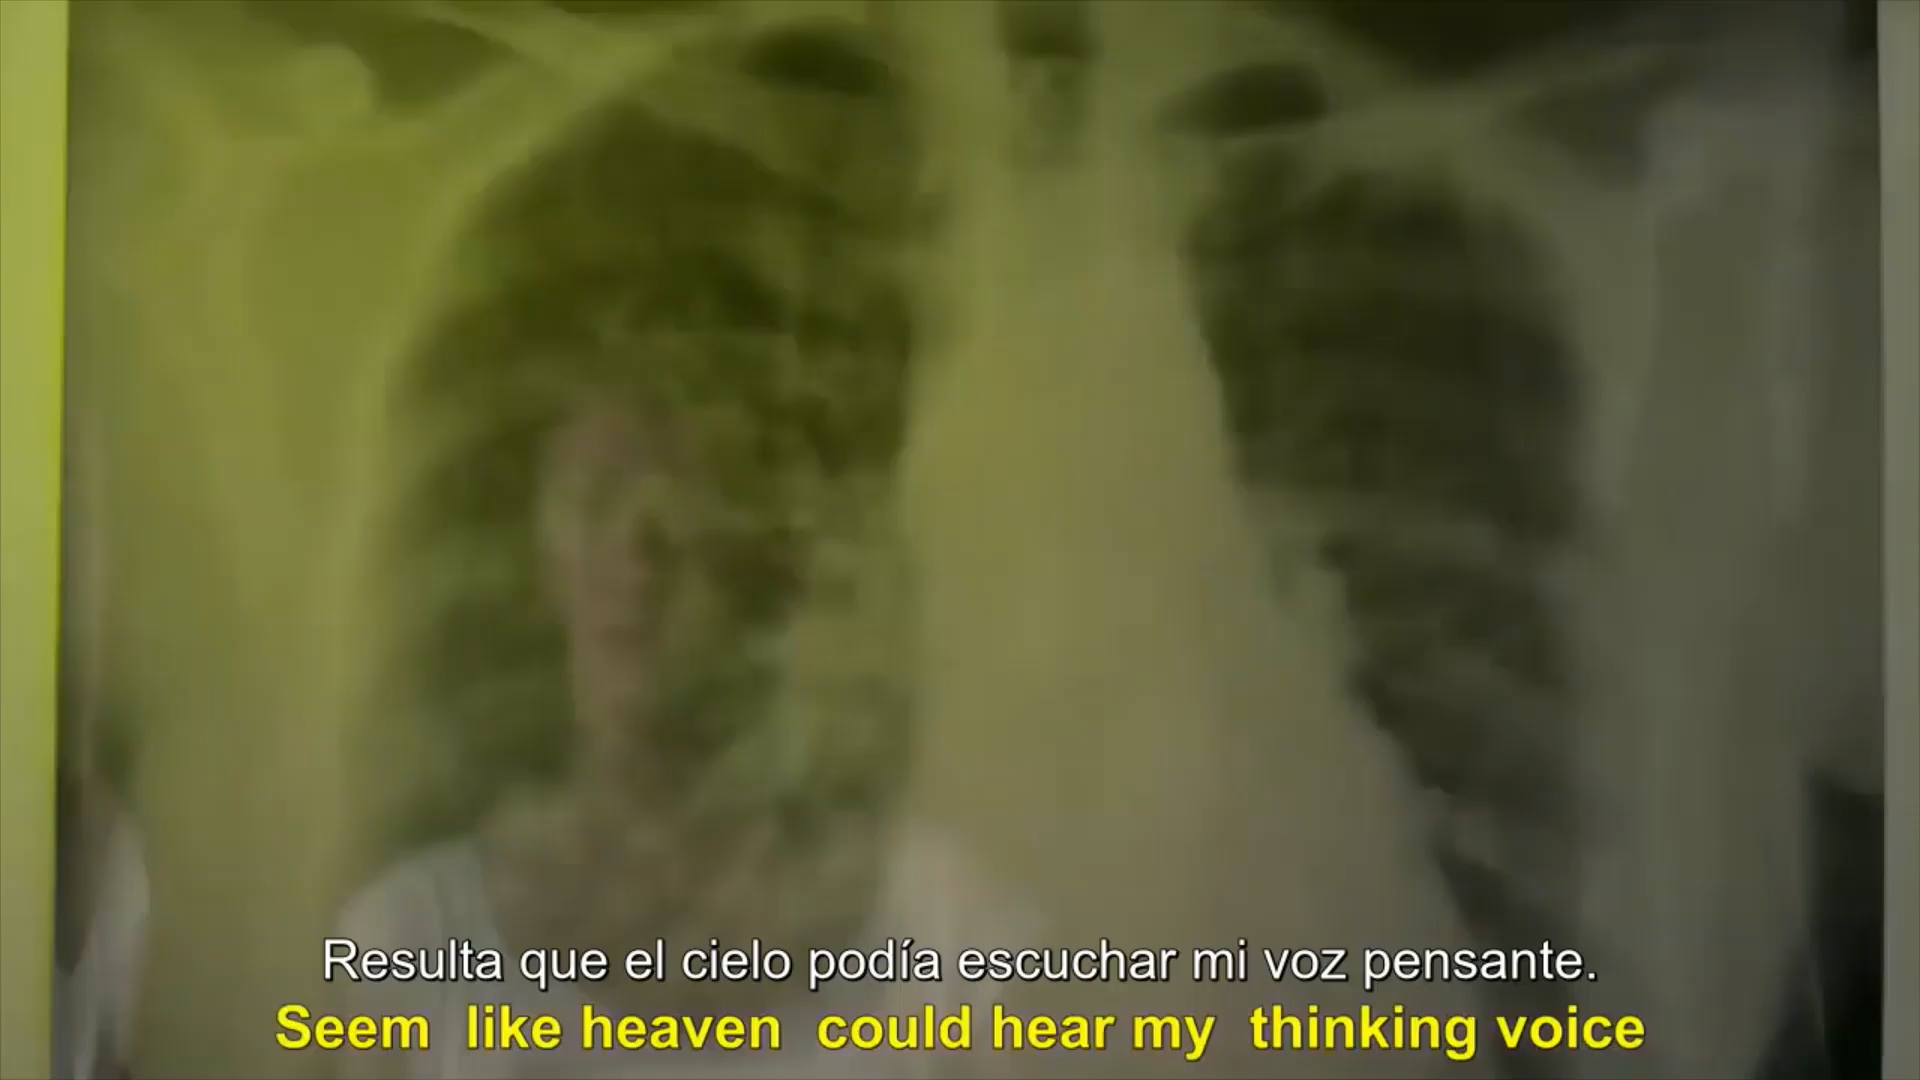 Resulta que el cielo podía escuchar mi voz pensante.
Seem like heaven could hear my thinking voice